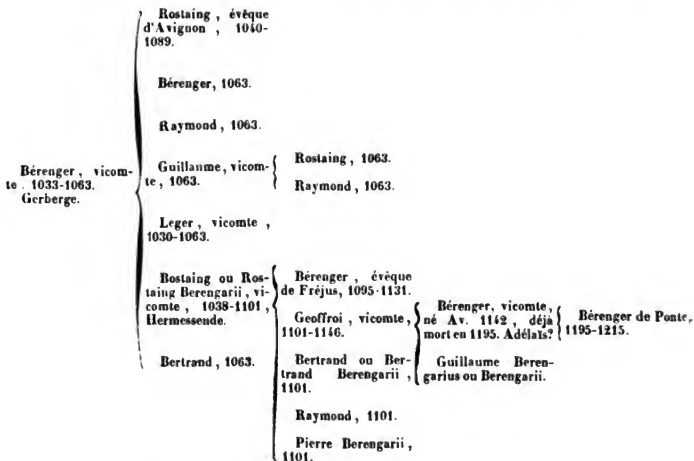 Rostaing , évêque
d'Avignon , 1040-
1089.
Bérenger, 1063.
Raymond , 1063.
Bérenger , vicom-
te . 1033-1063.
Gerberge.
Guillaume, vicom-
te , 1063.
Rostaing , 1063.
Raymond , 1063.
Leger , vicomte ,
1030-1063.
Bostaing ou Ros-
taing Berengarii , vi-
comte , 1038-1101 ,
Hermessende.
Bérenger , évêque
de Fréjus, 1095-1131.
Geoffroi , vicomte,
1101-1146.
Bérenger, vicomte,
né Av. 1142 , déjà
mort en 1195. Adélaïs?
Bérenger de Ponte,
1195-1215.
Guillaume Beren-
garius ou Berengarii.
Bertrand ou Ber-
trand Berengarii ,
1101.
Raymond , 1101.
Pierre Berengarii ,
1101.
Bertrand , 1063.